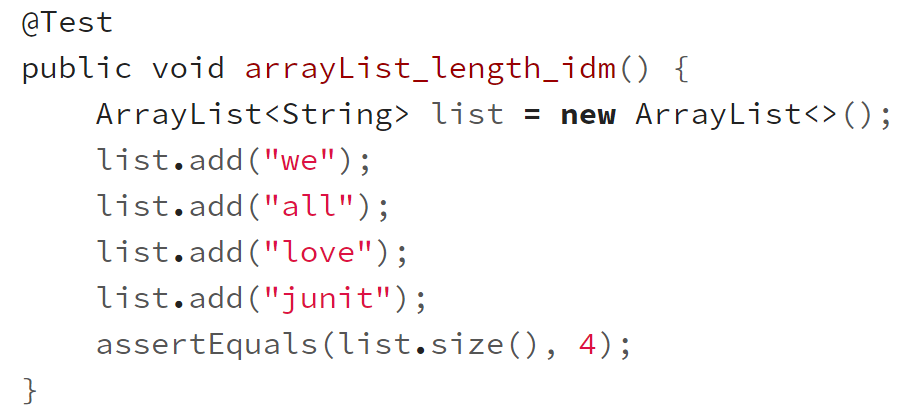 @Test
public void arrayList_length_idm() {
    ArrayList<String> list = new ArrayList<>();
    list.add("we");
    list.add("all");
    list.add("love");
    list.add("junit");
    assertEquals(list.size(), 4);
}